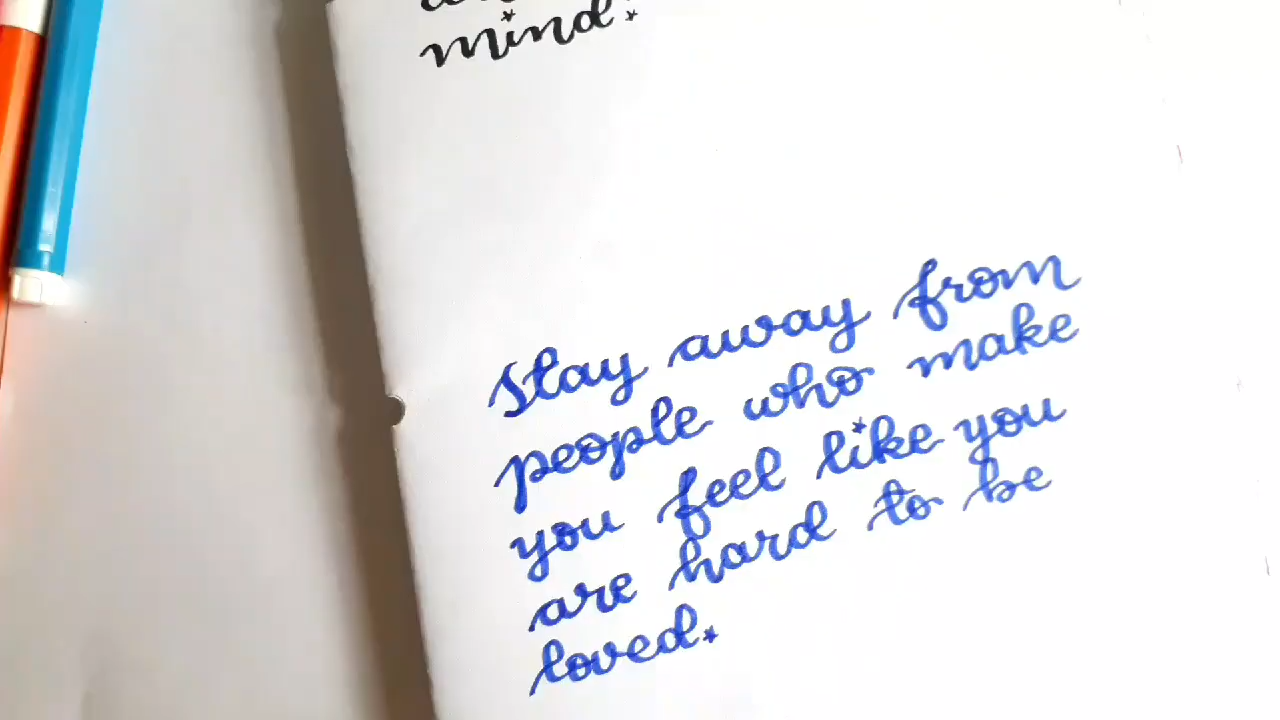 mind.
Stay away from
people who make
you feel like you
are hard to be
loved.